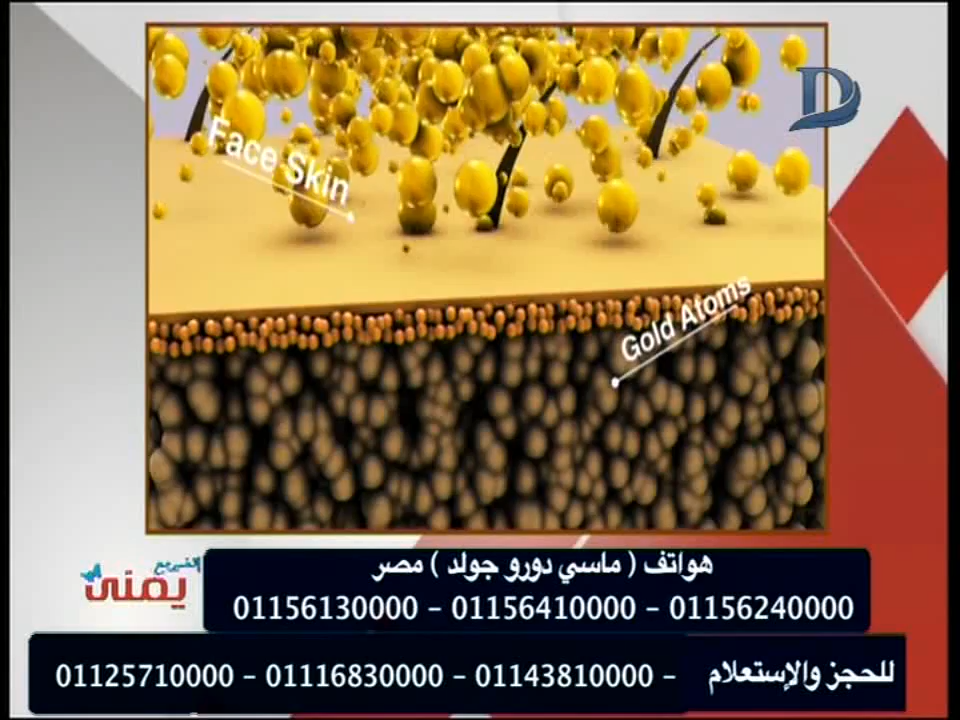 D
Face Skin
Gold Atoms
هواتف ( ماسي دورو جولد ) مصر
01156240000 - 01156410000 - 01156130000
يمنى
للحجز والإستعلام - 01143810000 - 01116830000 - 01125710000